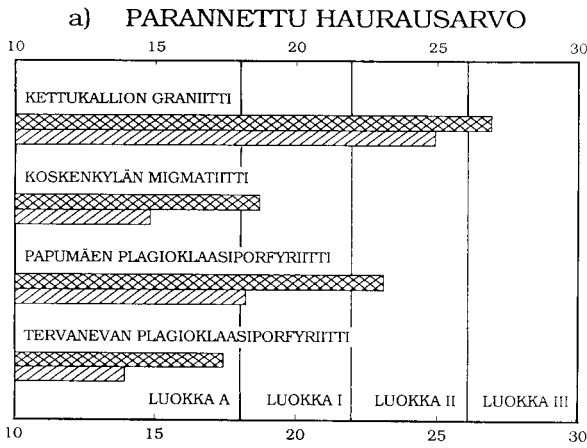 a) PARANNETTU HAURAUSARVO
10 15 20 25 30
KETTUKALLION GRANIITTI
KOSKENKYLÄN MIGMATIITTI
PAPUMÄEN PLAGIOKLAASIPORFYRIITTI
TERVANEVAN PLAGIOKLAASIPORFYRIITTI
LUOKKA A LUOKKA I LUOKKA II LUOKKA III
10 15 20 25 30